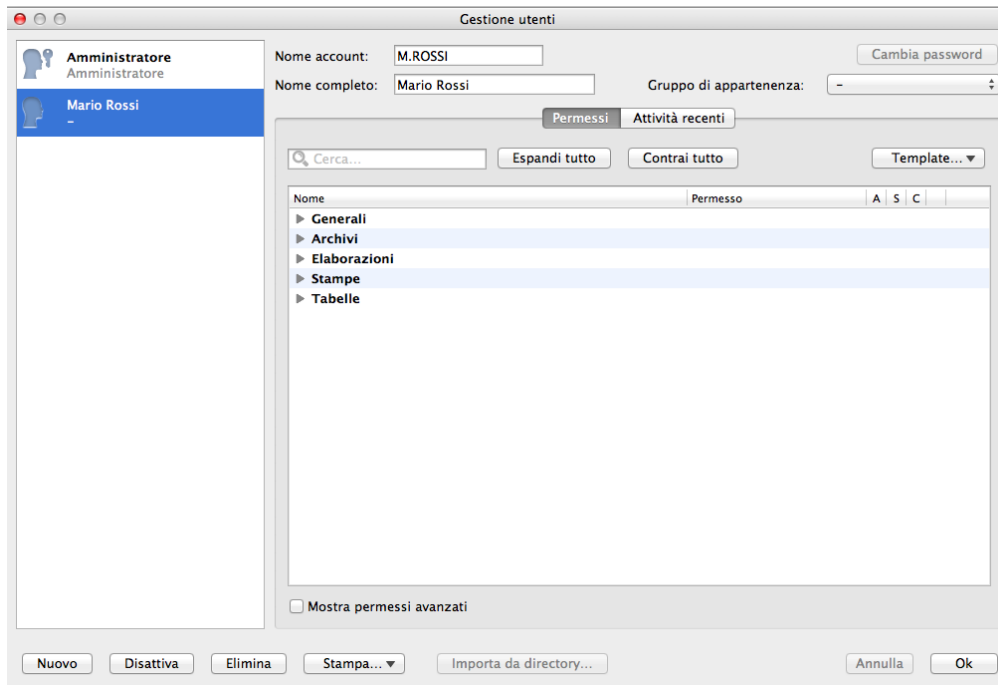 Gestione utenti
Amministratore
Amministratore
Mario Rossi
–
Nome account: M.ROSSI Cambia password
Nome completo: Mario Rossi Gruppo di appartenenza: –
Permessi Attività recenti
Cerca... Espandi tutto Contrai tutto Template...
Nome Permesso A S C
Generali
Archivi
Elaborazioni
Stampe
Tabelle
Mostra permessi avanzati
Nuovo Disattiva Elimina Stampa... Importa da directory... Annulla Ok